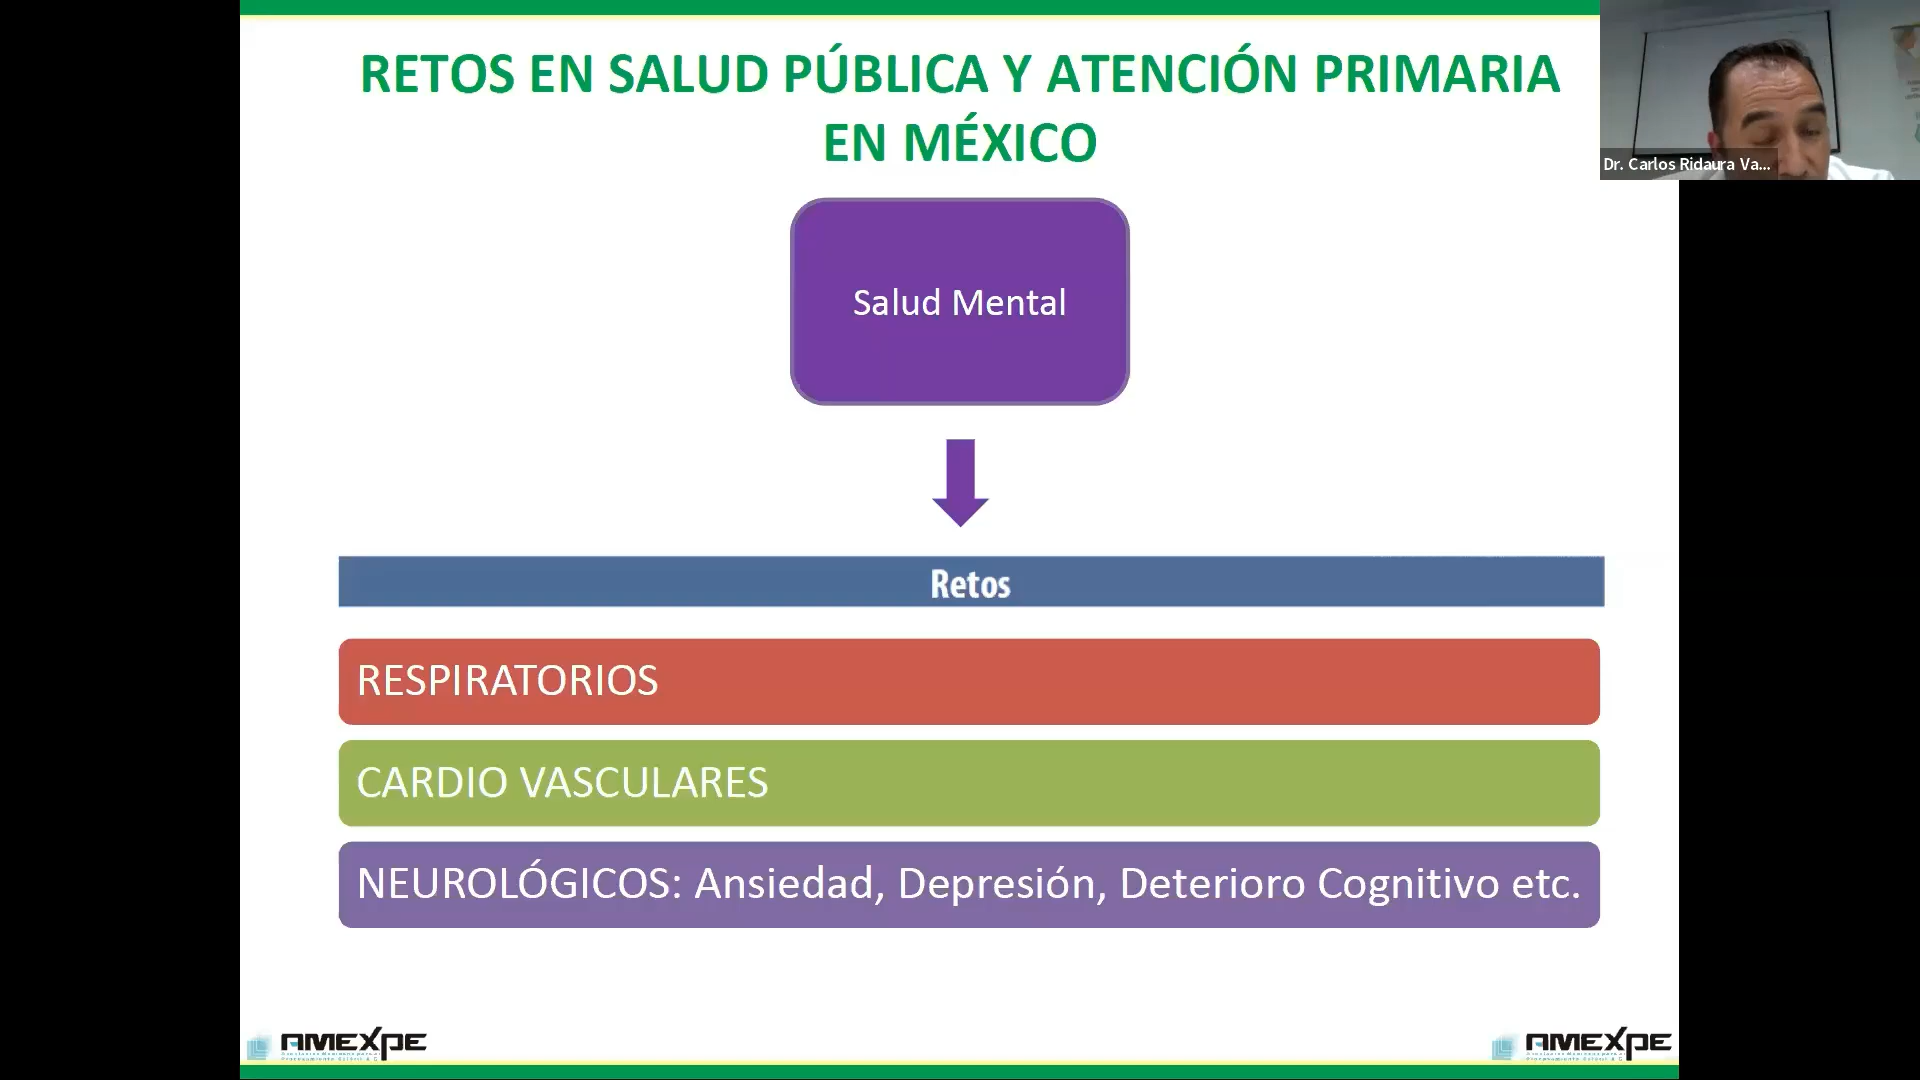 RETOS EN SALUD PÚBLICA Y ATENCIÓN PRIMARIA
EN MÉXICO
Dr. Carlos Ridaura Va...
Salud Mental
Retos
RESPIRATORIOS
CARDIO VASCULARES
NEUROLÓGICOS: Ansiedad, Depresión, Deterioro Cognitivo etc.
AMEXPE
AMEXPE